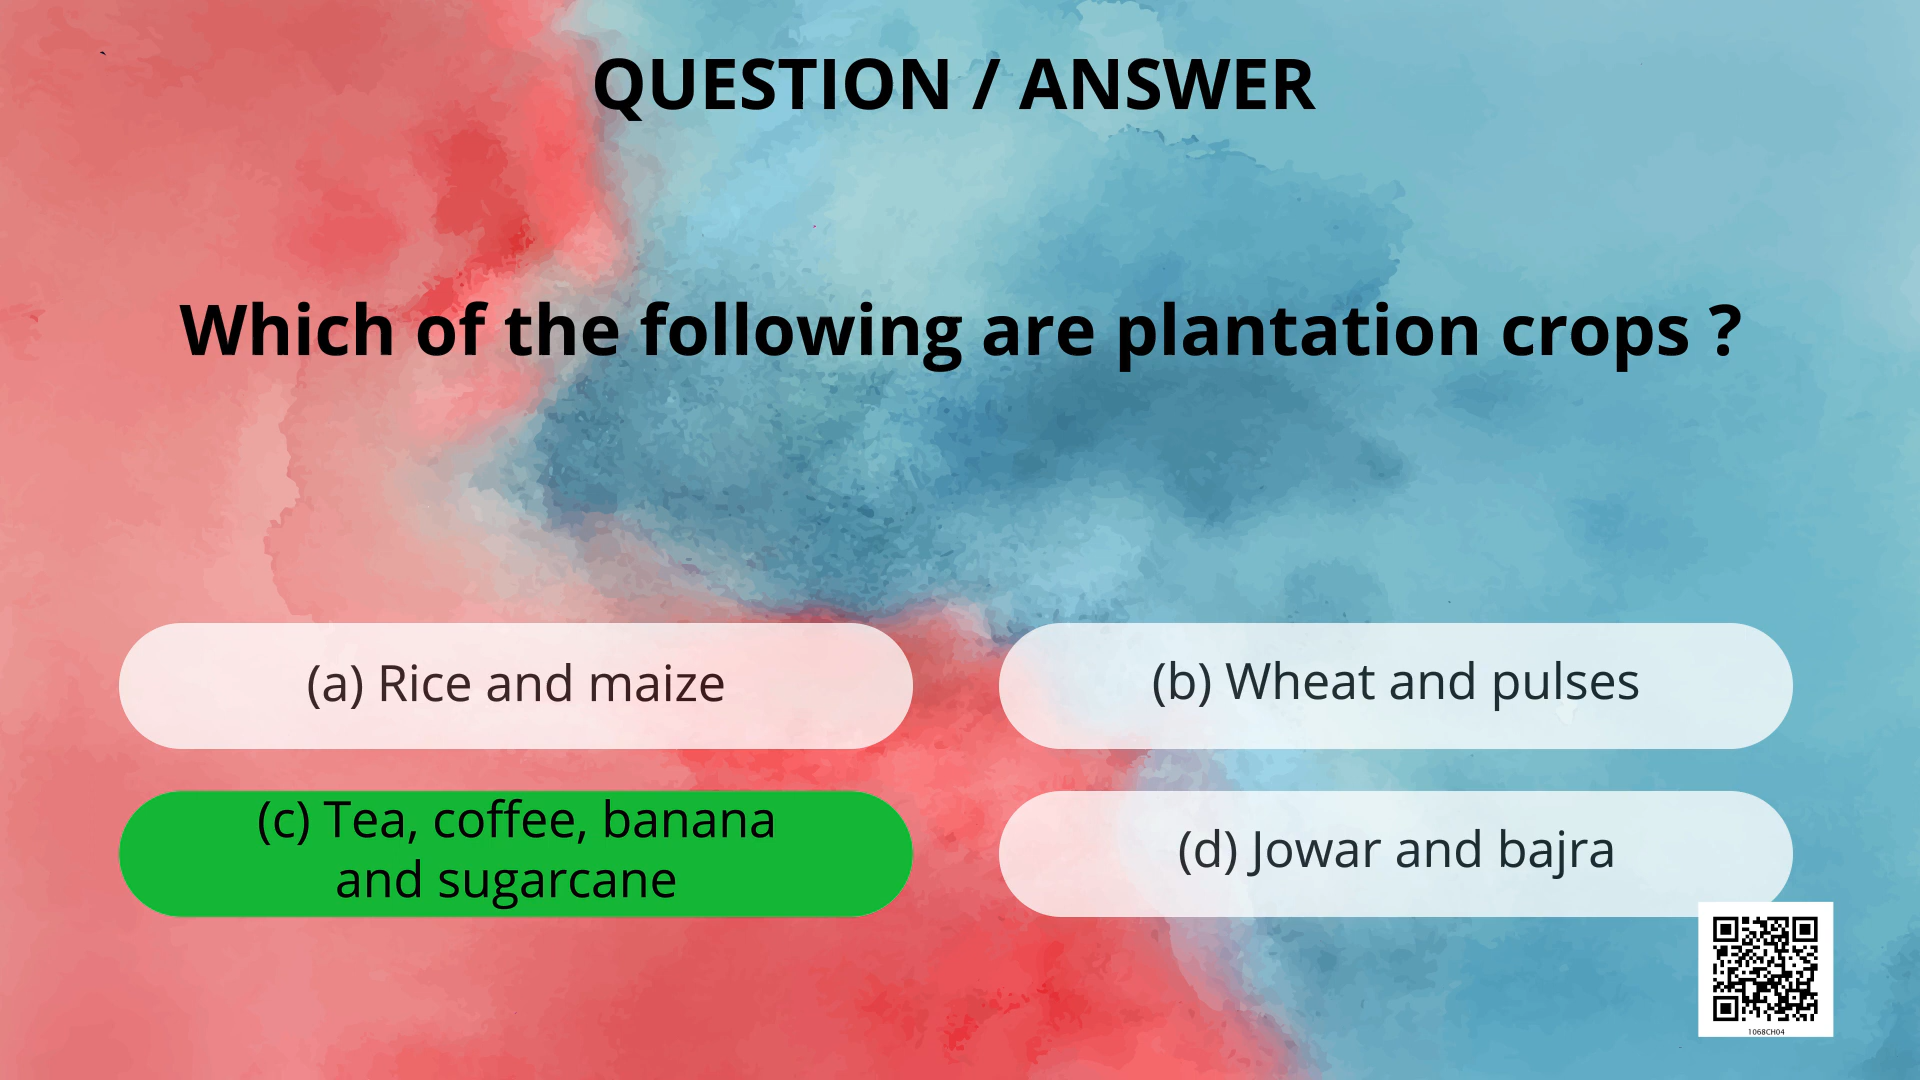 QUESTION / ANSWER
Which of the following are plantation crops ?
(a) Rice and maize
(b) Wheat and pulses
(c) Tea, coffee, banana
and sugarcane
(d) Jowar and bajra
1068CH04